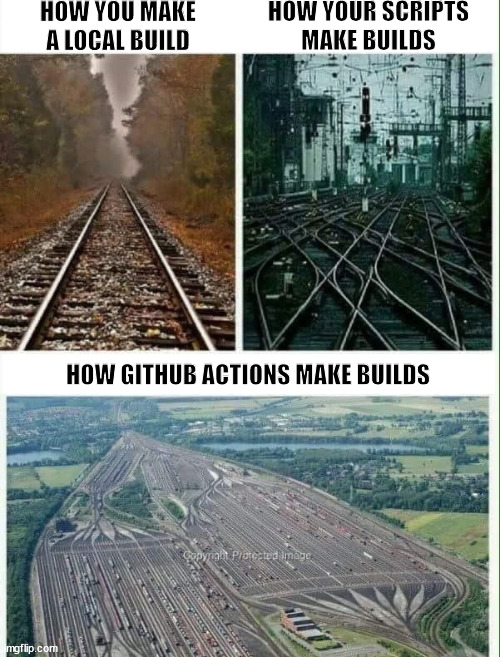 HOW YOU MAKE
A LOCAL BUILD
HOW YOUR SCRIPTS
MAKE BUILDS
HOW GITHUB ACTIONS MAKE BUILDS
Copyright Protected Image
imgflip.com